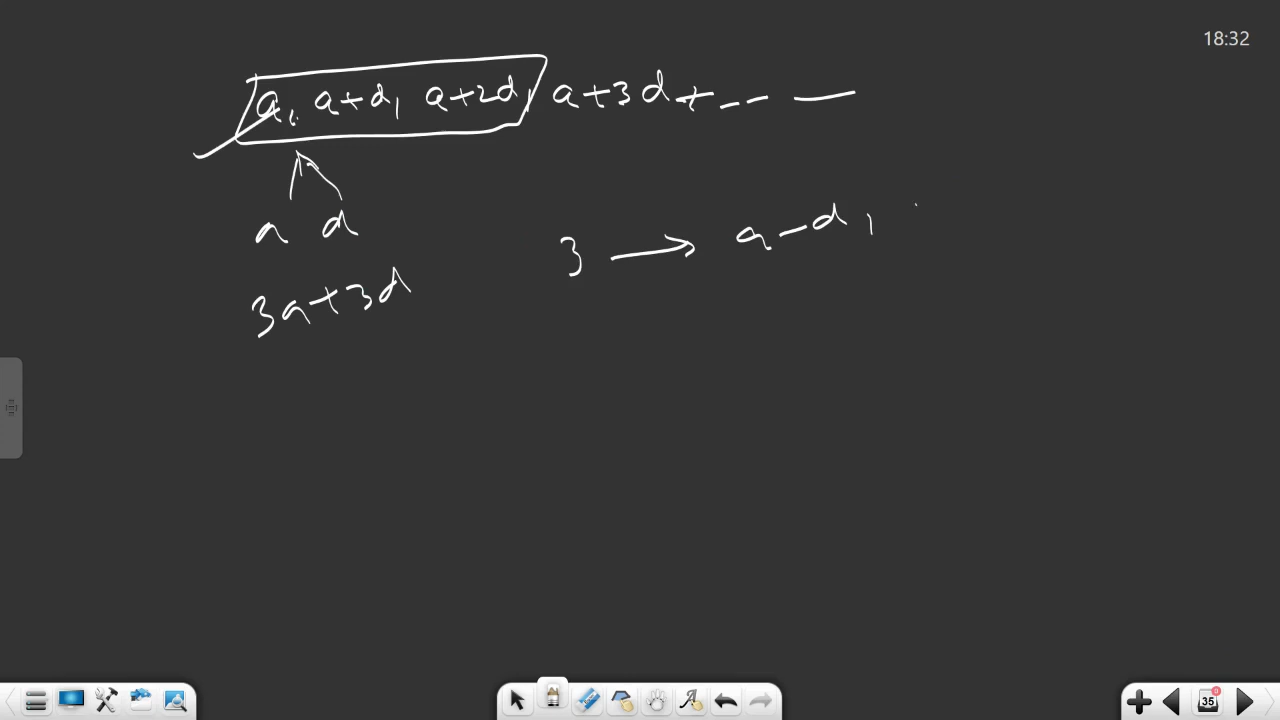 18:32
a, a+d, a+2d, a+3d+-- —
a d
3 → a-d,
3a+3d
35